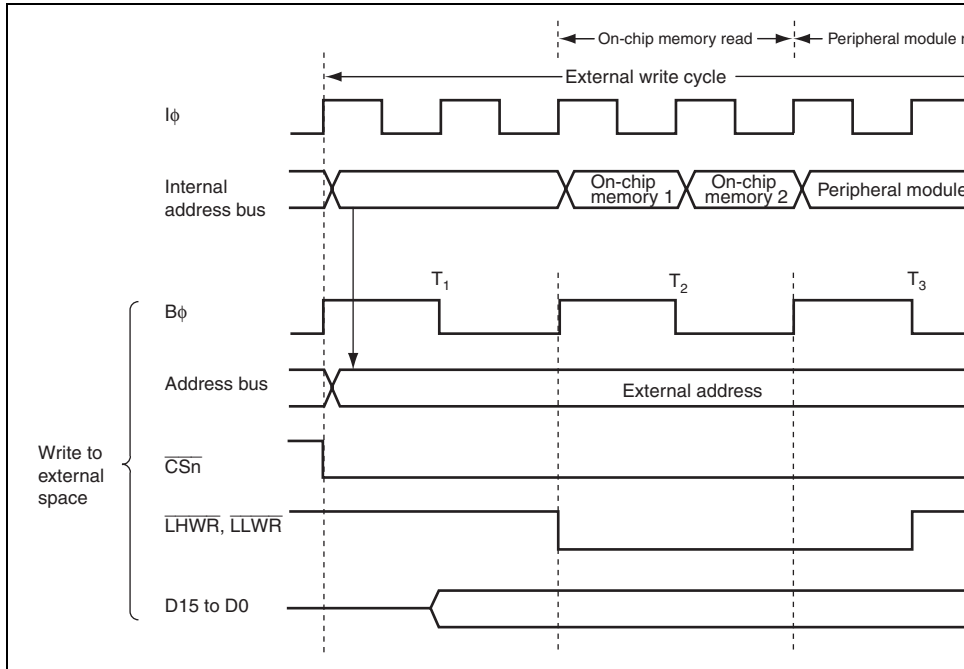 On-chip memory read
Peripheral module
External write cycle
Iϕ
Internal
address bus
On-chip
memory 1
On-chip
memory 2
Peripheral module
T1
T2
T3
Bϕ
Address bus
External address
Write to
external
space
CSn
LHWR, LLWR
D15 to D0